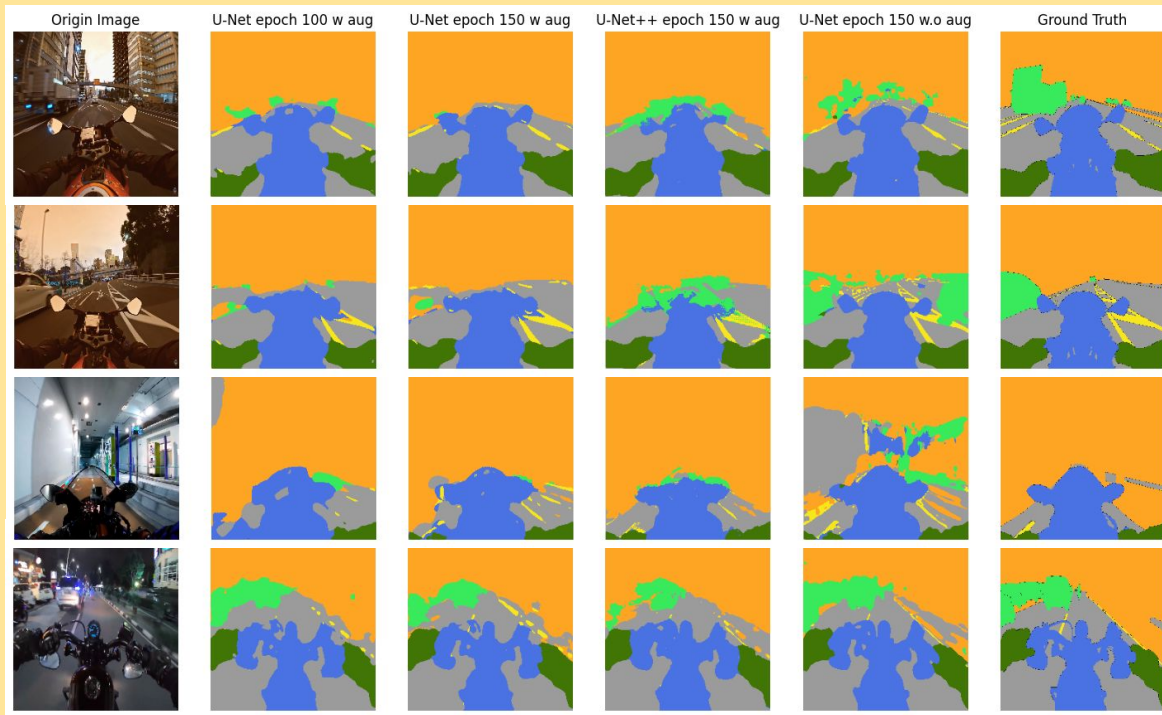 Origin Image
U-Net epoch 100 w aug
U-Net epoch 150 w aug
U-Net++ epoch 150 w aug
U-Net epoch 150 w.o aug
Ground Truth